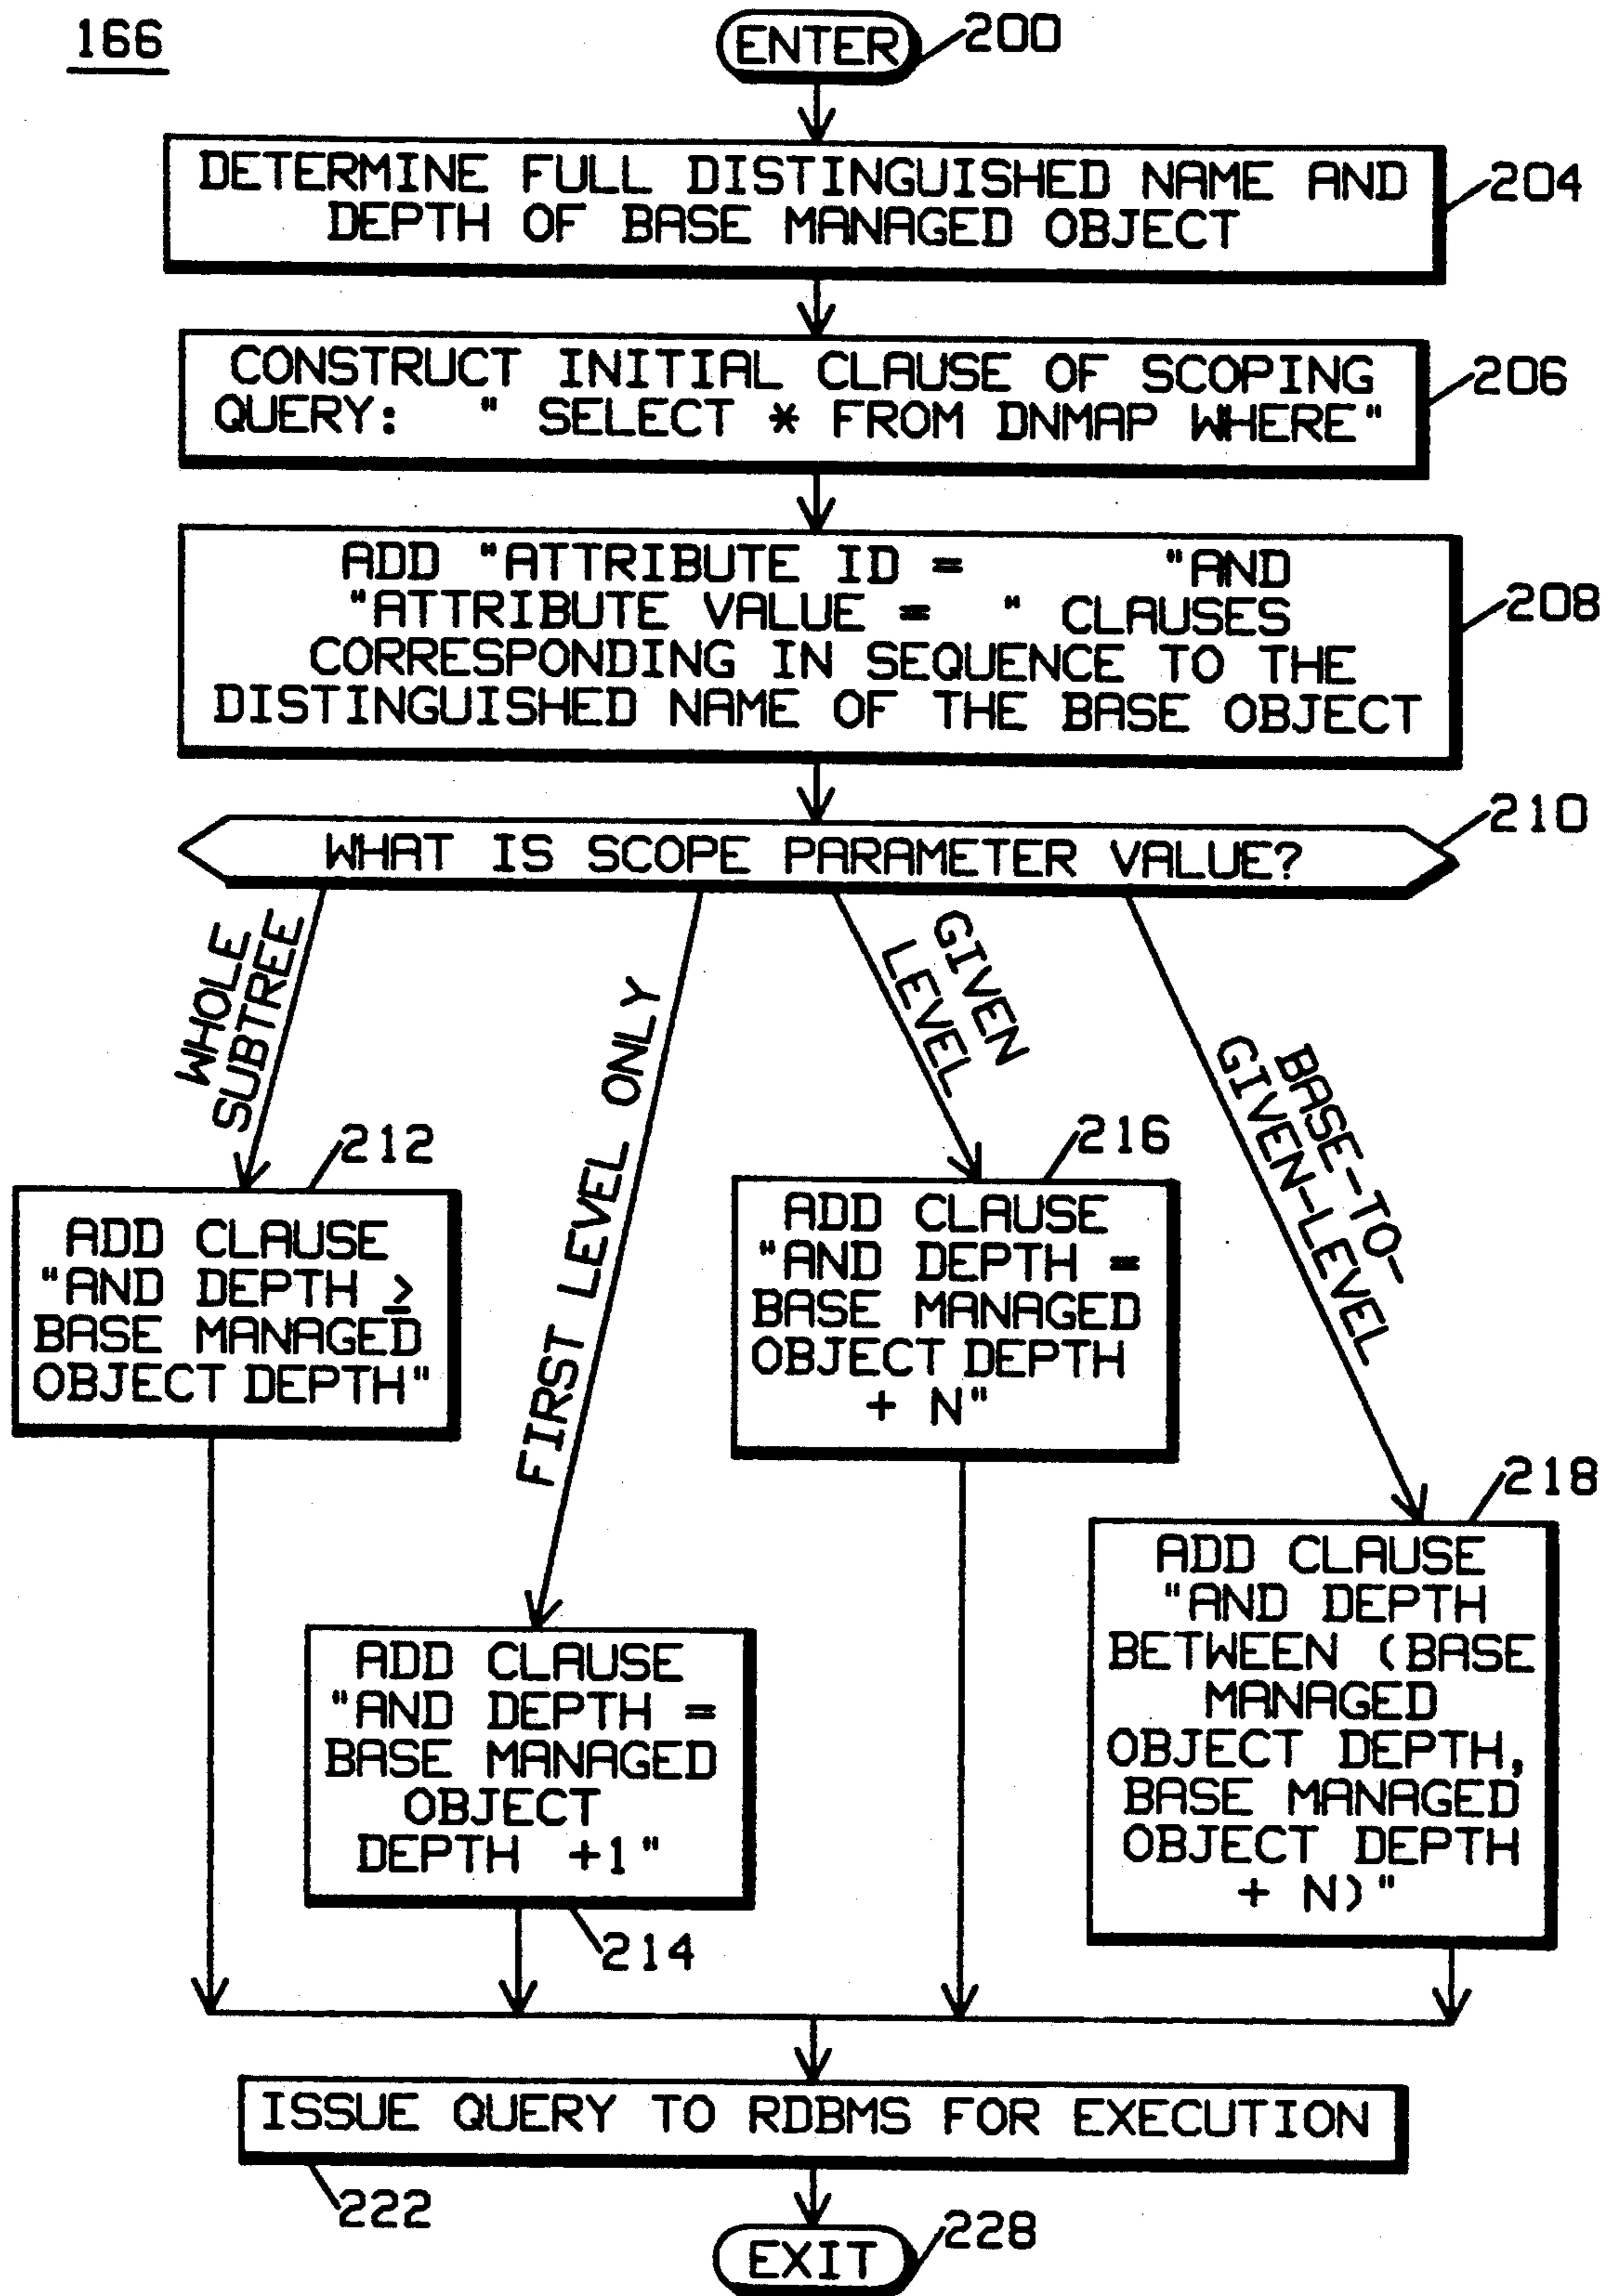 166
ENTER
200
DETERMINE FULL DISTINGUISHED NAME AND
DEPTH OF BASE MANAGED OBJECT
204
CONSTRUCT INITIAL CLAUSE OF SCOPING
QUERY: " SELECT * FROM DNMAP WHERE"
206
ADD "ATTRIBUTE ID = "AND
"ATTRIBUTE VALUE = " CLAUSES
CORRESPONDING IN SEQUENCE TO THE
DISTINGUISHED NAME OF THE BASE OBJECT
208
WHAT IS SCOPE PARAMETER VALUE?
210
WHOLE
SUBTREE
FIRST LEVEL ONLY
GIVEN
LEVEL
BASE-TO-
GIVEN-LEVEL
212
ADD CLAUSE
"AND DEPTH ≥
BASE MANAGED
OBJECT DEPTH"
216
ADD CLAUSE
"AND DEPTH =
BASE MANAGED
OBJECT DEPTH
+ N"
218
ADD CLAUSE
"AND DEPTH
BETWEEN (BASE
MANAGED
OBJECT DEPTH,
BASE MANAGED
OBJECT DEPTH
+ N)"
ADD CLAUSE
"AND DEPTH =
BASE MANAGED
OBJECT
DEPTH +1"
214
ISSUE QUERY TO RDBMS FOR EXECUTION
222
EXIT
228